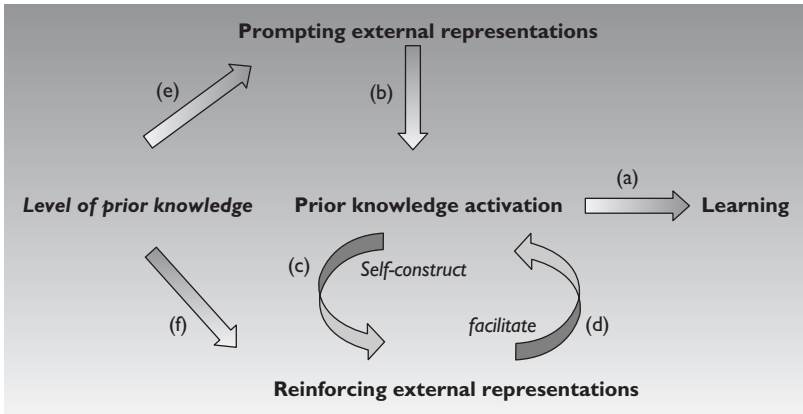 Prompting external representations
(e)
(b)
(a)
Level of prior knowledge
Prior knowledge activation
Learning
(c)
Self-construct
(f)
facilitate
(d)
Reinforcing external representations